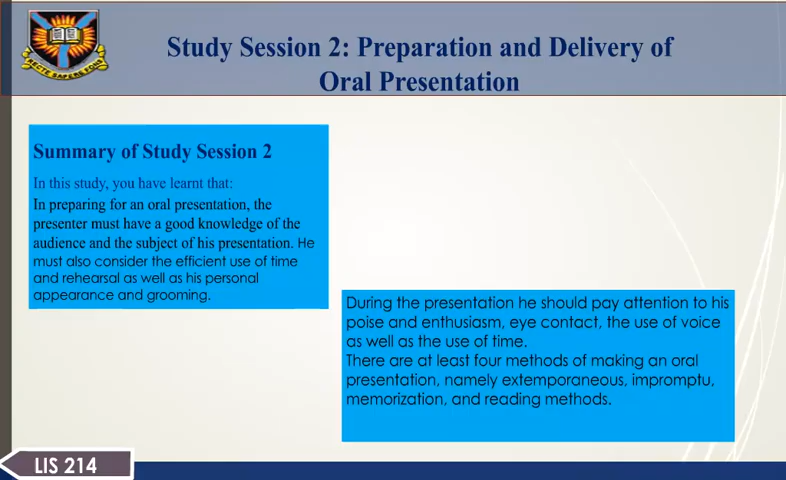 RECTE SAPERE FONS
Study Session 2: Preparation and Delivery of
Oral Presentation
Summary of Study Session 2
In this study, you have learnt that:
In preparing for an oral presentation, the
presenter must have a good knowledge of the
audience and the subject of his presentation. He
must also consider the efficient use of time
and rehearsal as well as his personal
appearance and grooming.
During the presentation he should pay attention to his
poise and enthusiasm, eye contact, the use of voice
as well as the use of time.
There are at least four methods of making an oral
presentation, namely extemporaneous, impromptu,
memorization, and reading methods.
LIS 214